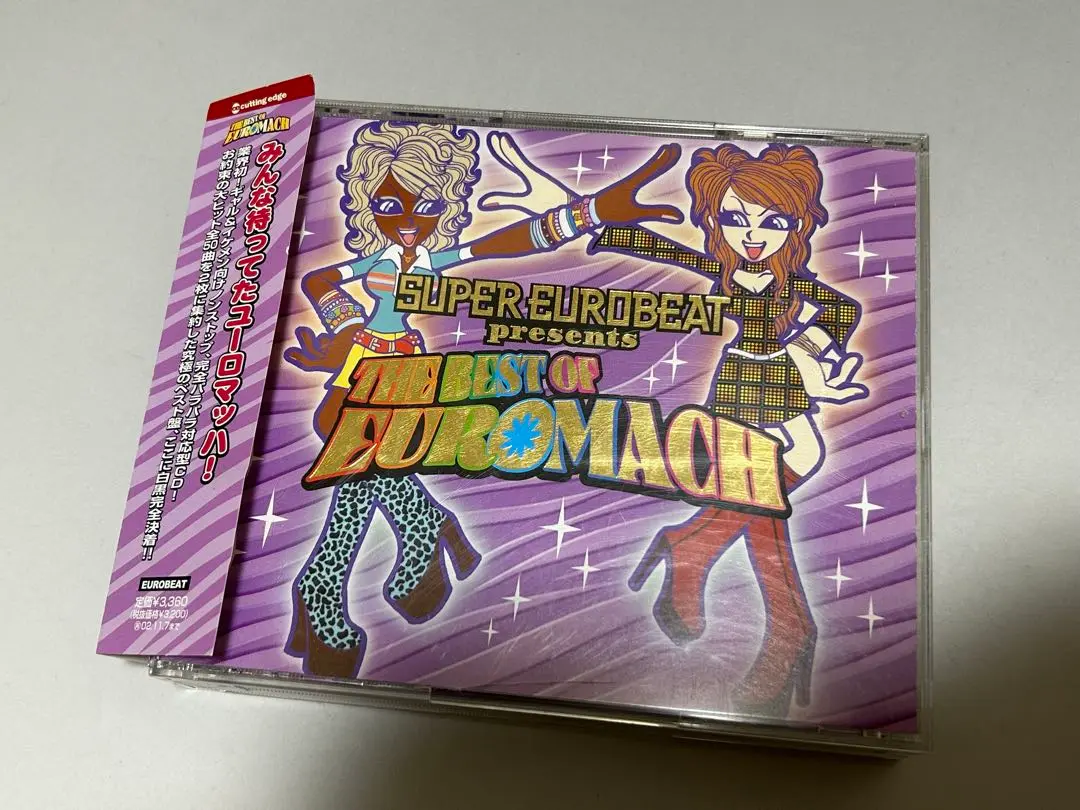 cutting edge
THE BEST OF
EUROMACH
みんな待ってたユーロマッハ!
業界初!ギャル&イケメン向けノンストップ、完全パラパラ対応型CD!
お約束の大ヒット全50曲を2枚に集約した究極のベスト盤、ここに白黒完全決着!!
EUROBEAT
定価¥3,360
(税抜価格¥3,200)
02.11.7まで
SUPER EUROBEAT
presents
THE BEST OF
EUROMACH